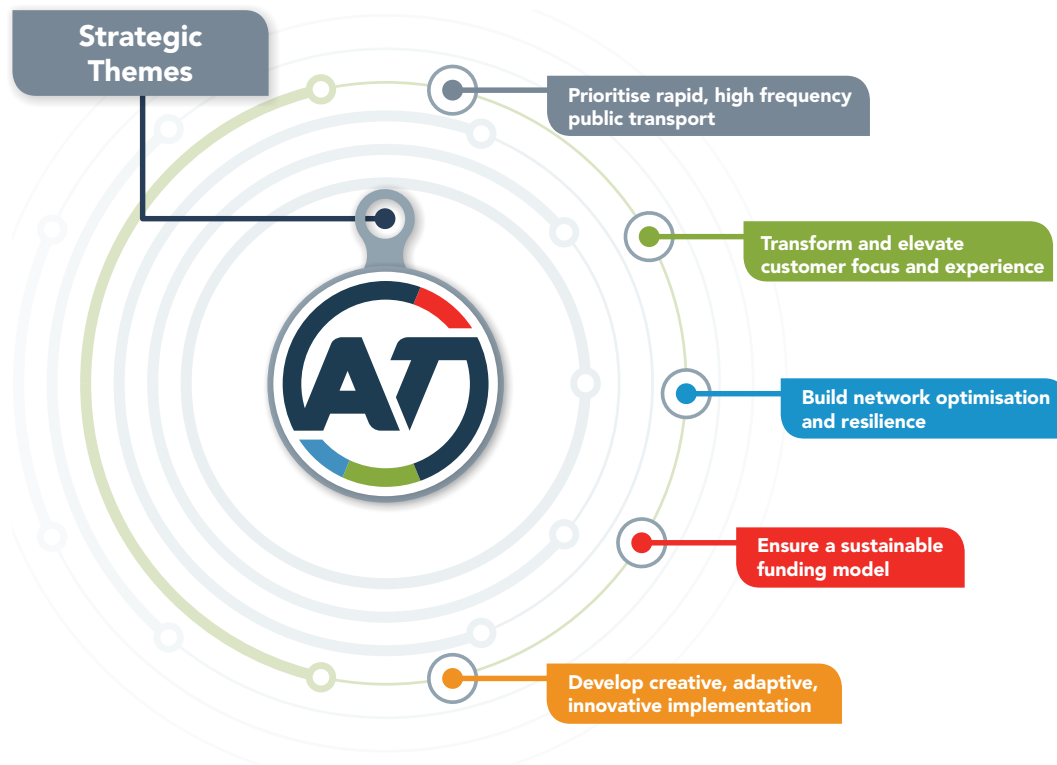 Strategic
Themes
Prioritise rapid, high frequency
public transport
Transform and elevate
customer focus and experience
AT
Build network optimisation
and resilience
Ensure a sustainable
funding model
Develop creative, adaptive,
innovative implementation